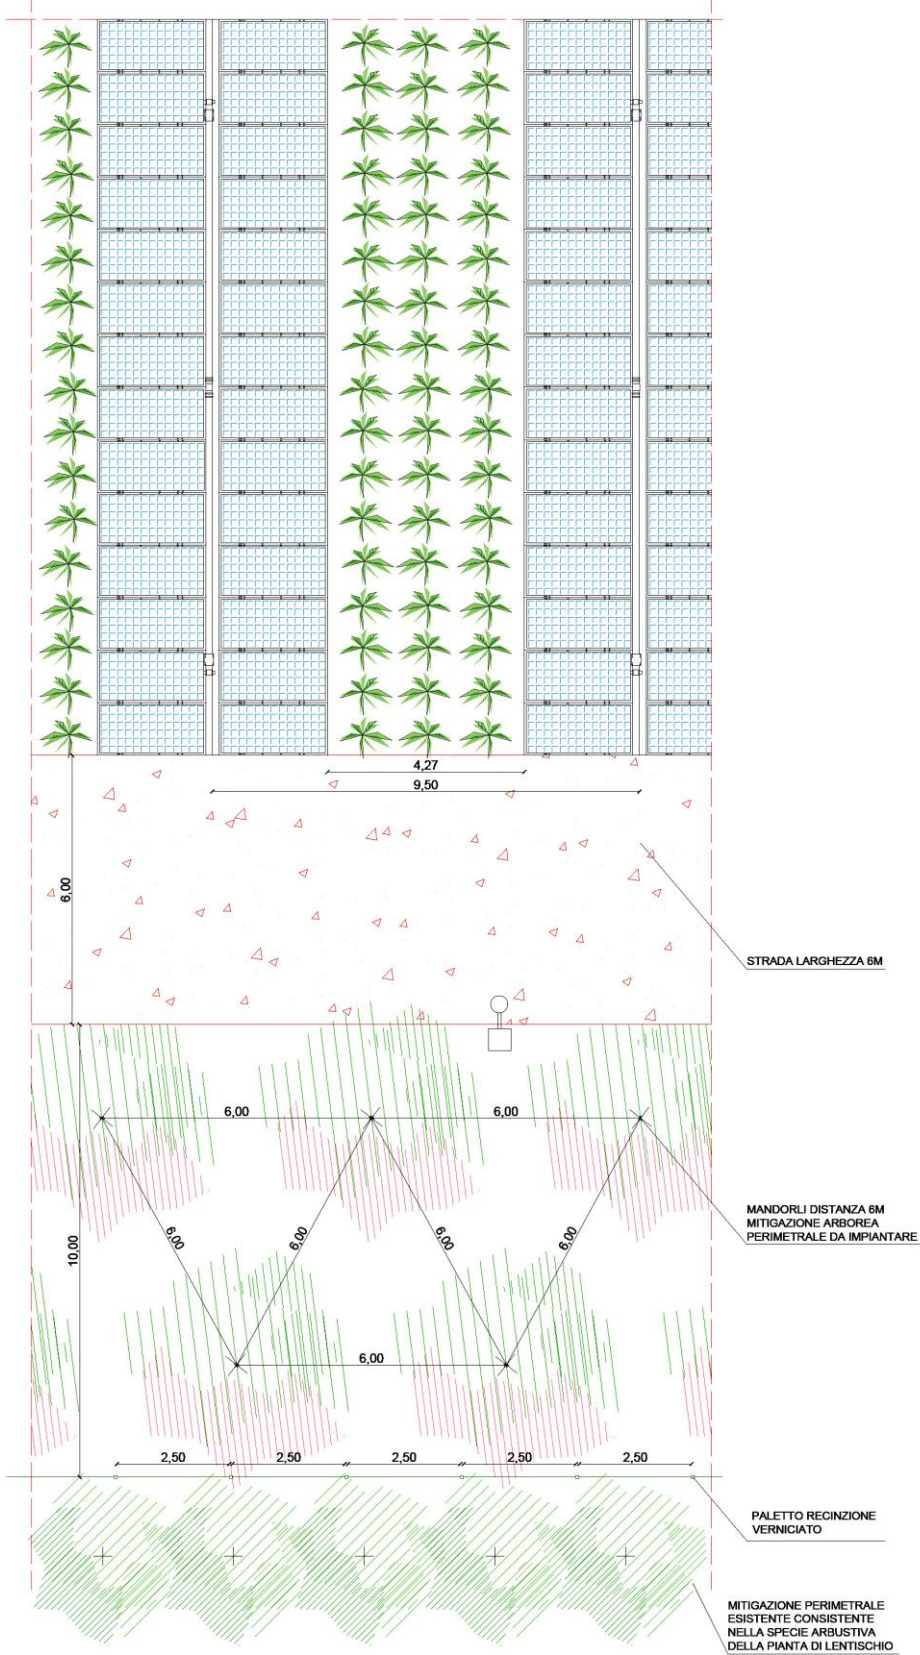 4,27
9,50
6,00
STRADA LARGHEZZA 6M
6,00
6,00
MANDORLI DISTANZA 6M
MITIGAZIONE ARBOREA
PERIMETRALE DA IMPIANTARE
6,00
6,00
6,00
6,00
10,00
6,00
2,50
2,50
2,50
2,50
2,50
PALETTO RECINZIONE
VERNICIATO
MITIGAZIONE PERIMETRALE
ESISTENTE CONSISTENTE
NELLA SPECIE ARBUSTIVA
DELLA PIANTA DI LENTISCHIO